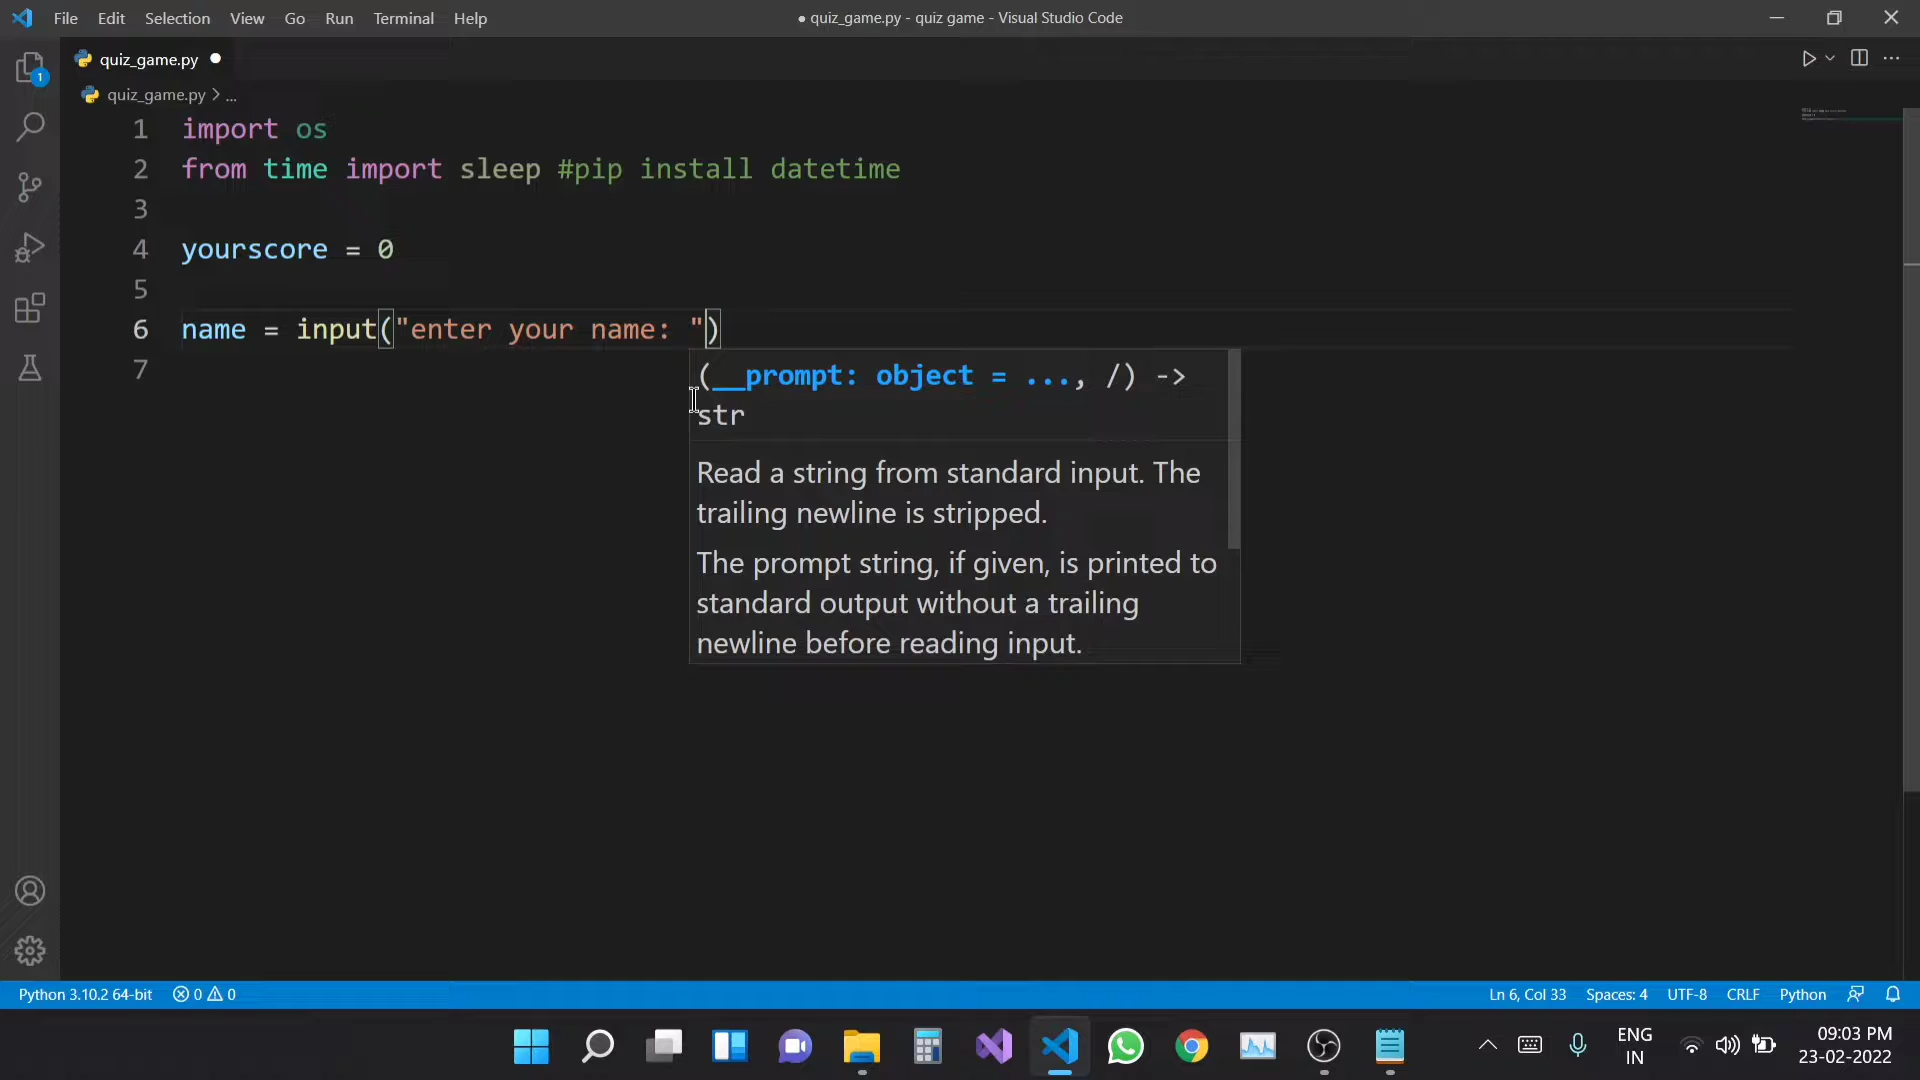 File Edit Selection View Go Run Terminal Help
● quiz_game.py - quiz game - Visual Studio Code
quiz_game.py
quiz_game.py > ...
1
1 import os
2 from time import sleep #pip install datetime
3
4 yourscore = 0
5
6 name = input("enter your name: ")
7
(__prompt: object = ..., /) ->
str
Read a string from standard input. The
trailing newline is stripped.
The prompt string, if given, is printed to
standard output without a trailing
newline before reading input.
Python 3.10.2 64-bit 0 0 Ln 6, Col 33 Spaces: 4 UTF-8 CRLF Python
ENG
IN
09:03 PM
23-02-2022